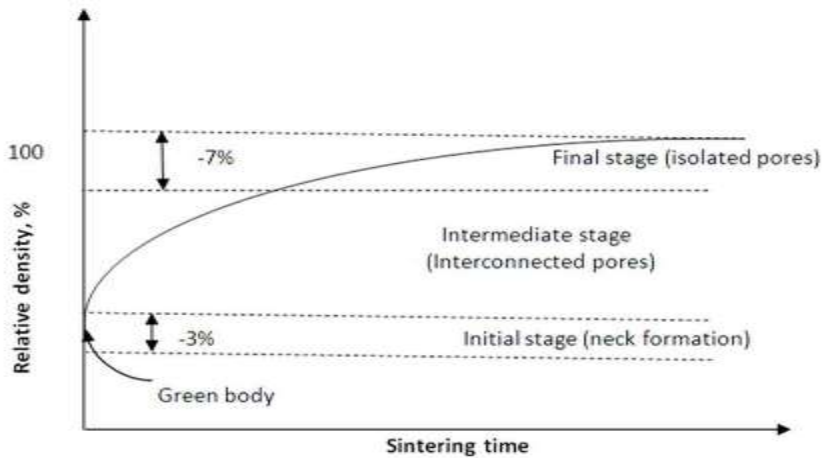 100
-7%
Final stage (isolated pores)
Intermediate stage
(Interconnected pores)
Relative density, %
-3%
Initial stage (neck formation)
Green body
Sintering time